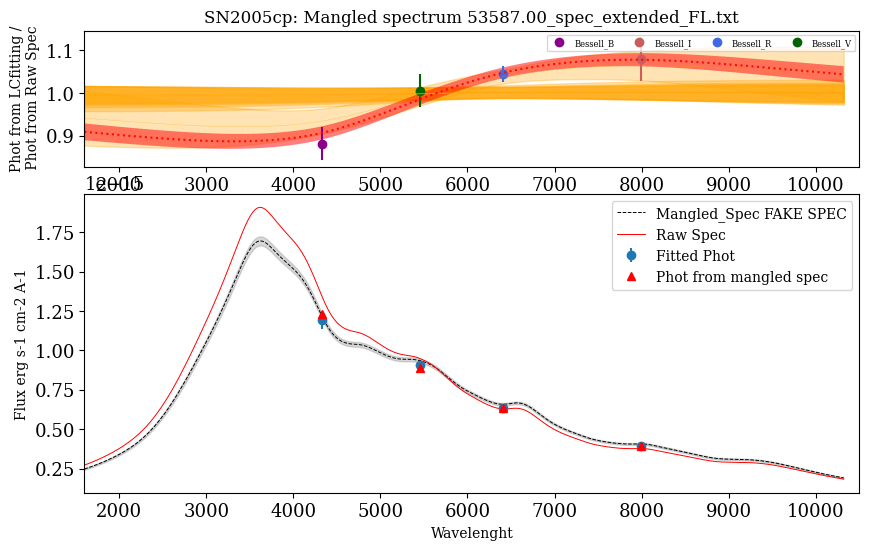 SN2005cp: Mangled spectrum 53587.00_spec_extended_FL.txt
Phot from LCfitting /
Phot from Raw Spec
1.1
1.0
0.9
Bessell_B
Bessell_I
Bessell_R
Bessell_V
2000 3000 4000 5000 6000 7000 8000 9000 10000
1e−15
Flux erg s-1 cm-2 A-1
1.75
1.50
1.25
1.00
0.75
0.50
0.25
Mangled_Spec FAKE SPEC
Raw Spec
Fitted Phot
Phot from mangled spec
2000 3000 4000 5000 6000 7000 8000 9000 10000
Wavelenght